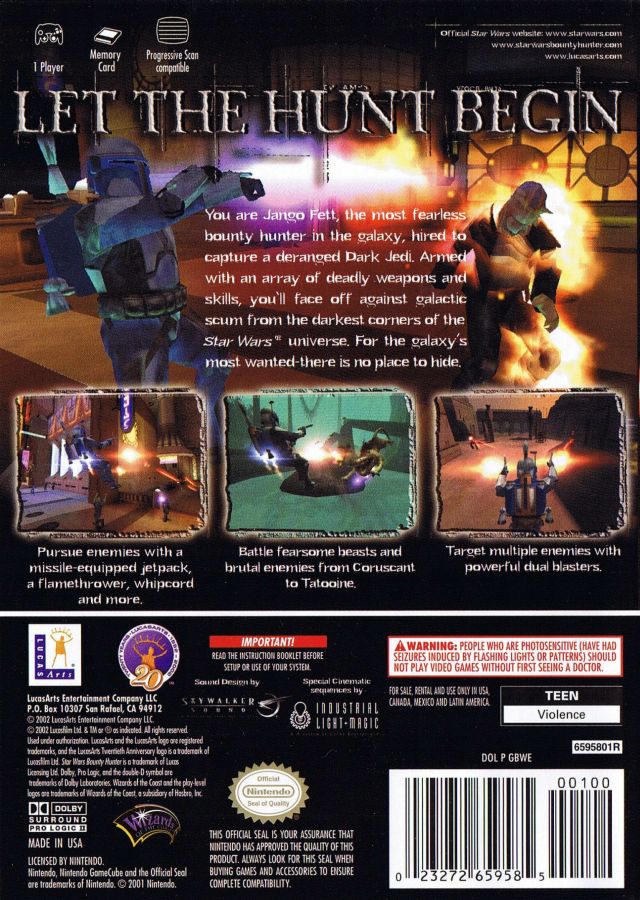 1 Player
Memory
Card
Progressive Scan
compatible
Official Star Wars website: www.starwars.com
www.starwarsbountyhunter.com
www.lucasarts.com
LET THE HUNT BEGIN
You are Jango Fett, the most fearless
bounty hunter in the galaxy, hired to
capture a deranged Dark Jedi. Armed
with an array of deadly weapons and
skills, you'll face off against galactic
scum from the darkest corners of the
Star Wars universe. For the galaxy's
most wanted-there is no place to hide.
Pursue enemies with a
missile-equipped jetpack,
a flamethrower, whipcord
and more.
Battle fearsome beasts and
brutal enemies from Coruscant
to Tatooine.
Target multiple enemies with
powerful dual blasters.
LUCAS
Arts
20
LucasArts Entertainment Company LLC
P.O. Box 10307 San Rafael, CA 94912
© 2002 LucasArts Entertainment Company LLC.
© 2002 Lucasfilm Ltd. & TM or ® as indicated. All rights reserved.
Used under authorization. LucasArts and the LucasArts logo are registered
trademarks, and the LucasArts Twentieth Anniversary logo is a trademark of
Lucasfilm Ltd. Star Wars Bounty Hunter is a trademark of Lucas
Licensing Ltd. Dolby, Pro Logic, and the double-D symbol are
trademarks of Dolby Laboratories. Wizards of the Coast and the play-level
logo are trademarks of Wizards of the Coast, a subsidiary of Hasbro, Inc.
DOLBY
SURROUND
PRO LOGIC II
MADE IN USA
Wizards
OF THE COAST
LICENSED BY NINTENDO.
Nintendo, Nintendo GameCube and the Official Seal
are trademarks of Nintendo. © 2001 Nintendo.
IMPORTANT!
READ THE INSTRUCTION BOOKLET BEFORE
SETUP OR USE OF YOUR SYSTEM.
Sound Design by
SKYWALKER
SOUND
Special Cinematic
sequences by
INDUSTRIAL
LIGHT+MAGIC
Official
Nintendo
Seal of Quality
THIS OFFICIAL SEAL IS YOUR ASSURANCE THAT
NINTENDO HAS APPROVED THE QUALITY OF THIS
PRODUCT. ALWAYS LOOK FOR THIS SEAL WHEN
BUYING GAMES AND ACCESSORIES TO ENSURE
COMPLETE COMPATIBILITY.
WARNING: PEOPLE WHO ARE PHOTOSENSITIVE (HAVE HAD
SEIZURES INDUCED BY FLASHING LIGHTS OR PATTERNS) SHOULD
NOT PLAY VIDEO GAMES WITHOUT FIRST SEEING A DOCTOR.
FOR SALE, RENTAL AND USE ONLY IN USA,
CANADA, MEXICO AND LATIN AMERICA.
TEEN
Violence
6595801R
DOL P GBWE
00100
0 23272 65958 5